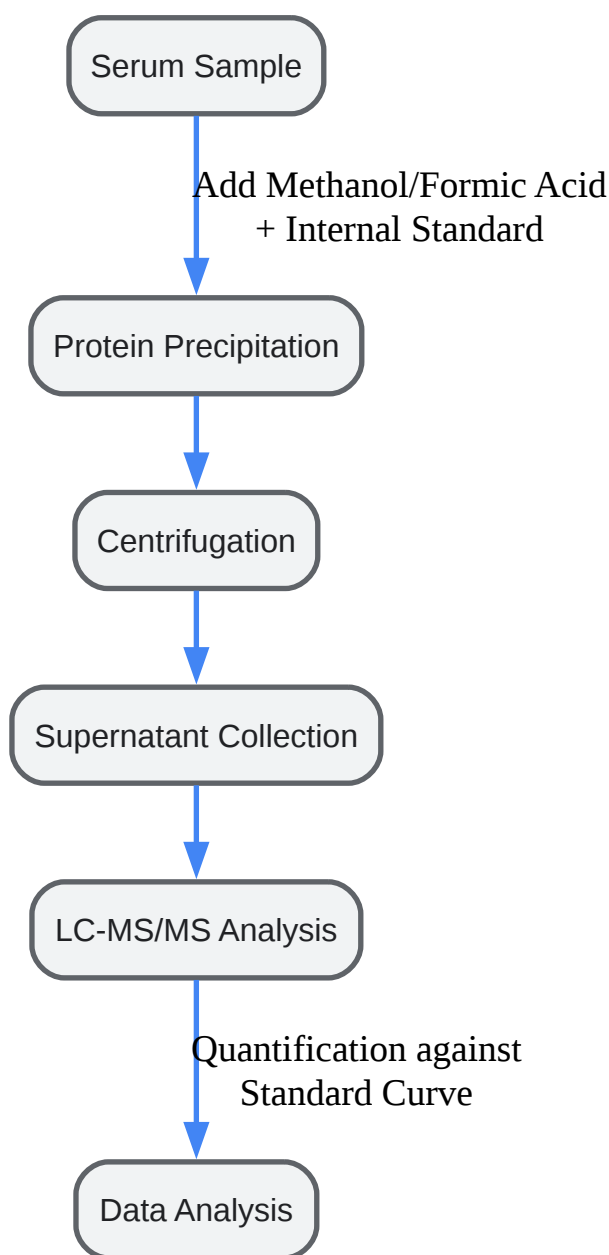 Serum Sample
Add Methanol/Formic Acid
+ Internal Standard
Protein Precipitation
Centrifugation
Supernatant Collection
LC-MS/MS Analysis
Quantification against
Standard Curve
Data Analysis